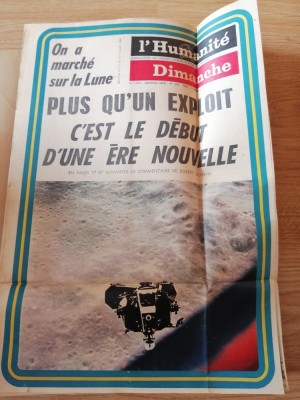 On a
marché
sur la Lune
l'Humanité
Dimanche
PLUS QU'UN EXPLOIT
C'EST LE DÉBUT
D'UNE ÈRE NOUVELLE